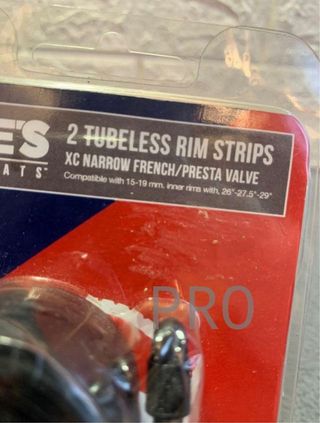 E'S
ATS™
2 TUBELESS RIM STRIPS
XC NARROW FRENCH/PRESTA VALVE
Compatible with 15-19 mm. inner rims with, 26"-27.5"-29"
PRO